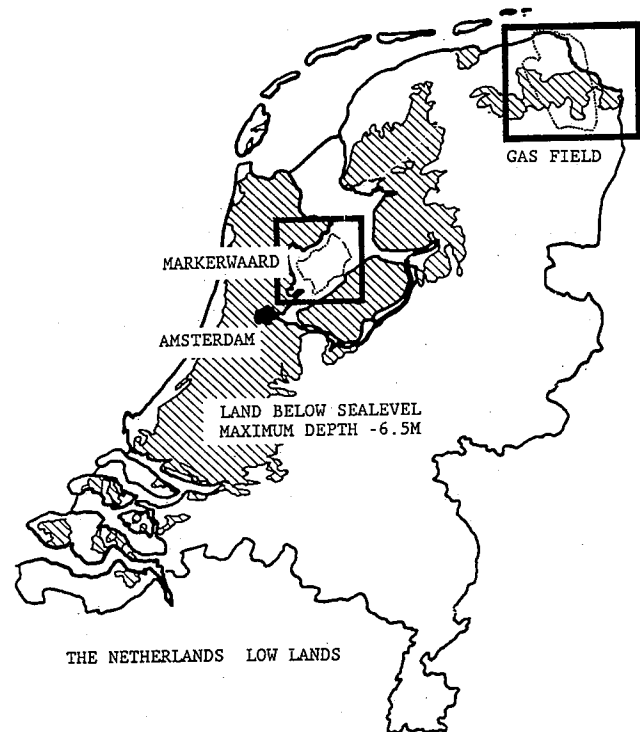 GAS FIELD
MARKERWAARD
AMSTERDAM
LAND BELOW SEALEVEL
MAXIMUM DEPTH -6.5M
THE NETHERLANDS LOW LANDS